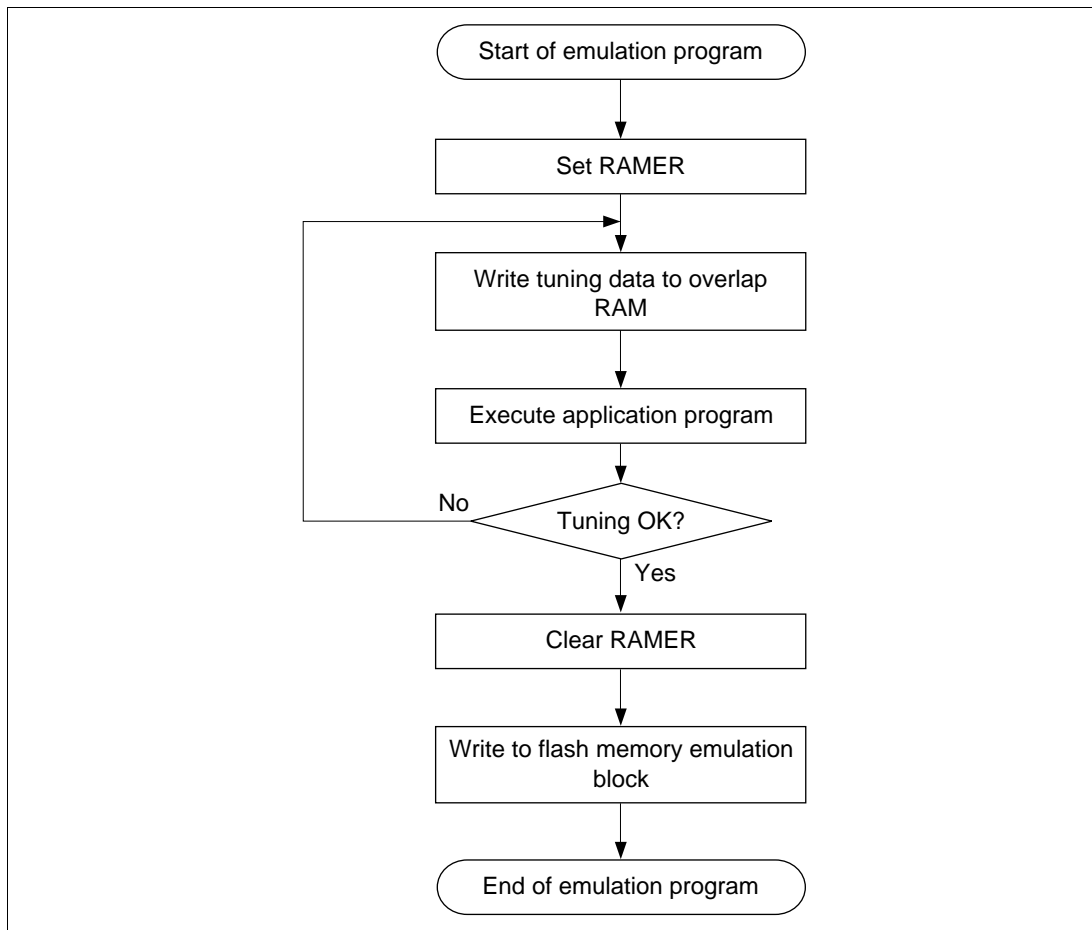 Start of emulation program
Set RAMER
Write tuning data to overlap
RAM
Execute application program
No
Tuning OK?
Yes
Clear RAMER
Write to flash memory emulation
block
End of emulation program